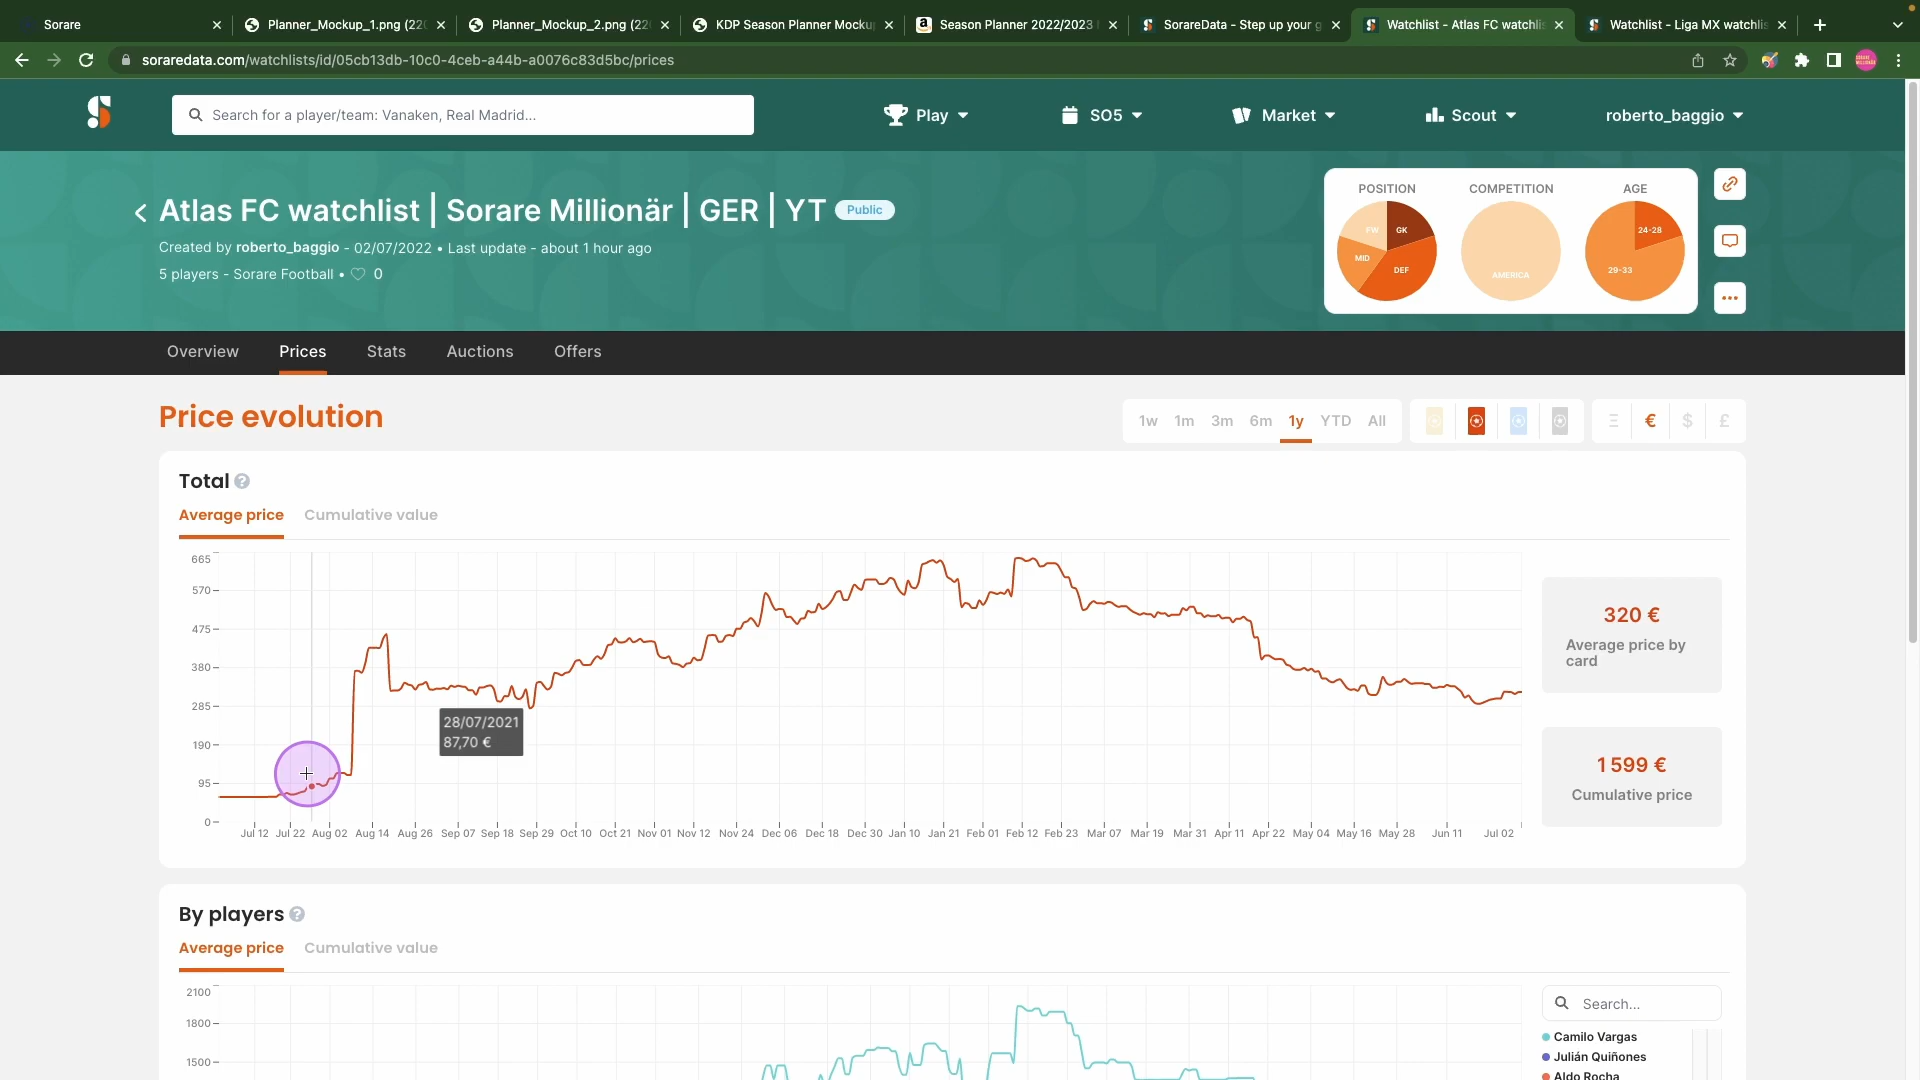 Sorare
Planner_Mockup_1.png (220
Planner_Mockup_2.png (220
KDP Season Planner Mockup
Season Planner 2022/2023
SorareData - Step up your g
Watchlist - Atlas FC watchlis
Watchlist - Liga MX watchlis
soraredata.com/watchlists/id/05cb13db-10c0-4ceb-a44b-a0076c83d5bc/prices
Search for a player/team: Vanaken, Real Madrid...
Play
SO5
Market
Scout
roberto_baggio
Atlas FC watchlist | Sorare Millionär | GER | YT
Public
Created by roberto_baggio - 02/07/2022 • Last update - about 1 hour ago
5 players - Sorare Football • 0
POSITION
COMPETITION
AGE
FW
GK
MID
DEF
AMERICA
24-28
29-33
Overview
Prices
Stats
Auctions
Offers
Price evolution
1w 1m 3m 6m 1y YTD All
Ξ € $ £
Total ?
Average price
Cumulative value
665
570
475
380
285
190
95
0
28/07/2021
87,70 €
Jul 12 Jul 22 Aug 02 Aug 14 Aug 26 Sep 07 Sep 18 Sep 29 Oct 10 Oct 21 Nov 01 Nov 12 Nov 24 Dec 06 Dec 18 Dec 30 Jan 10 Jan 21 Feb 01 Feb 12 Feb 23 Mar 07 Mar 19 Mar 31 Apr 11 Apr 22 May 04 May 16 May 28 Jun 11 Jul 02
320 €
Average price by
card
1 599 €
Cumulative price
By players ?
Average price
Cumulative value
2100
1800
1500
Search...
Camilo Vargas
Julián Quiñones
Aldo Rocha